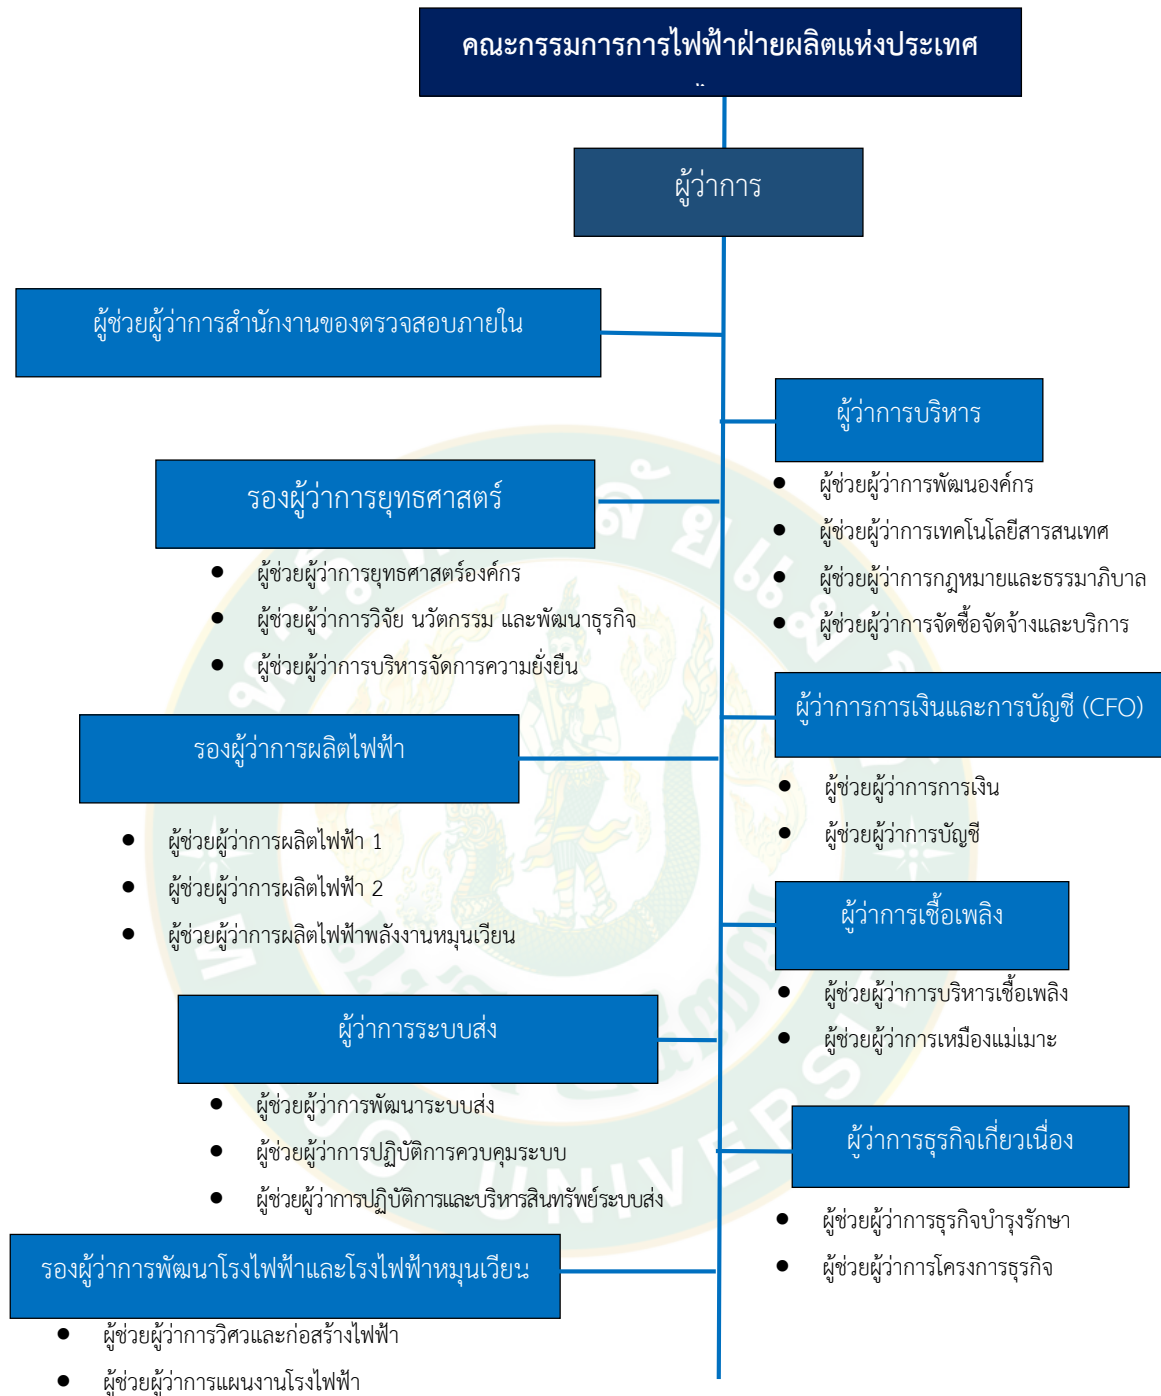 คณะกรรมการการไฟฟ้าฝ่ายผลิตแห่งประเทศ
ผู้ว่าการ
ผู้ช่วยผู้ว่าการสำนักงานของตรวจสอบภายใน
ผู้ว่าการบริหาร
ผู้ช่วยผู้ว่าการพัฒนองค์กร
ผู้ช่วยผู้ว่าการเทคโนโลยีสารสนเทศ
ผู้ช่วยผู้ว่าการกฎหมายและธรรมาภิบาล
ผู้ช่วยผู้ว่าการจัดซื้อจัดจ้างและบริการ
รองผู้ว่าการยุทธศาสตร์
ผู้ช่วยผู้ว่าการยุทธศาสตร์องค์กร
ผู้ช่วยผู้ว่าการวิจัย นวัตกรรม และพัฒนาธุรกิจ
ผู้ช่วยผู้ว่าการบริหารจัดการความยั่งยืน
ผู้ว่าการการเงินและการบัญชี (CFO)
ผู้ช่วยผู้ว่าการการเงิน
ผู้ช่วยผู้ว่าการบัญชี
รองผู้ว่าการผลิตไฟฟ้า
ผู้ช่วยผู้ว่าการผลิตไฟฟ้า 1
ผู้ช่วยผู้ว่าการผลิตไฟฟ้า 2
ผู้ช่วยผู้ว่าการผลิตไฟฟ้าพลังงานหมุนเวียน
ผู้ว่าการเชื้อเพลิง
ผู้ช่วยผู้ว่าการบริหารเชื้อเพลิง
ผู้ช่วยผู้ว่าการเหมืองแม่เมาะ
ผู้ว่าการระบบส่ง
ผู้ช่วยผู้ว่าการพัฒนาระบบส่ง
ผู้ช่วยผู้ว่าการปฏิบัติการควบคุมระบบ
ผู้ช่วยผู้ว่าการปฏิบัติการและบริหารสินทรัพย์ระบบส่ง
ผู้ว่าการธุรกิจเกี่ยวเนื่อง
ผู้ช่วยผู้ว่าการธุรกิจบำรุงรักษา
ผู้ช่วยผู้ว่าการโครงการธุรกิจ
รองผู้ว่าการพัฒนาโรงไฟฟ้าและโรงไฟฟ้าหมุนเวียน
ผู้ช่วยผู้ว่าการวิศวและก่อสร้างไฟฟ้า
ผู้ช่วยผู้ว่าการแผนงานโรงไฟฟ้า